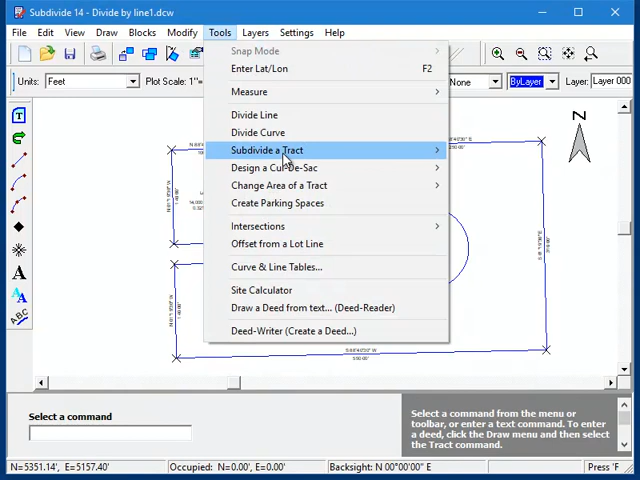 Subdivide 14 - Divide by line1.dcw
File Edit View Draw Blocks Modify Tools Layers Settings Help
Units: Feet Plot Scale: 1"= None ByLayer Layer: Layer 000
Snap Mode
Enter Lat/Lon F2
Measure
Divide Line
Divide Curve
Subdivide a Tract
Design a Cul-De-Sac
Change Area of a Tract
Create Parking Spaces
Intersections
Offset from a Lot Line
Curve & Line Tables...
Site Calculator
Draw a Deed from text... (Deed-Reader)
Deed-Writer (Create a Deed...)
N
T
A
ABC
250.00'
550.00'
Select a command
Select a command from the menu or
toolbar, or enter a text command. To enter
a deed, click the Draw menu and then select
the Tract command.
N=5351.14', E=5157.40' Occupied: N=0.00', E=0.00' Backsight: N 00°00'00" E Press 'F